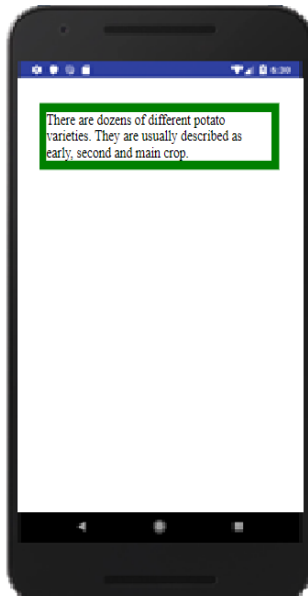 There are dozens of different potato
varieties. They are usually described as
early, second and main crop.